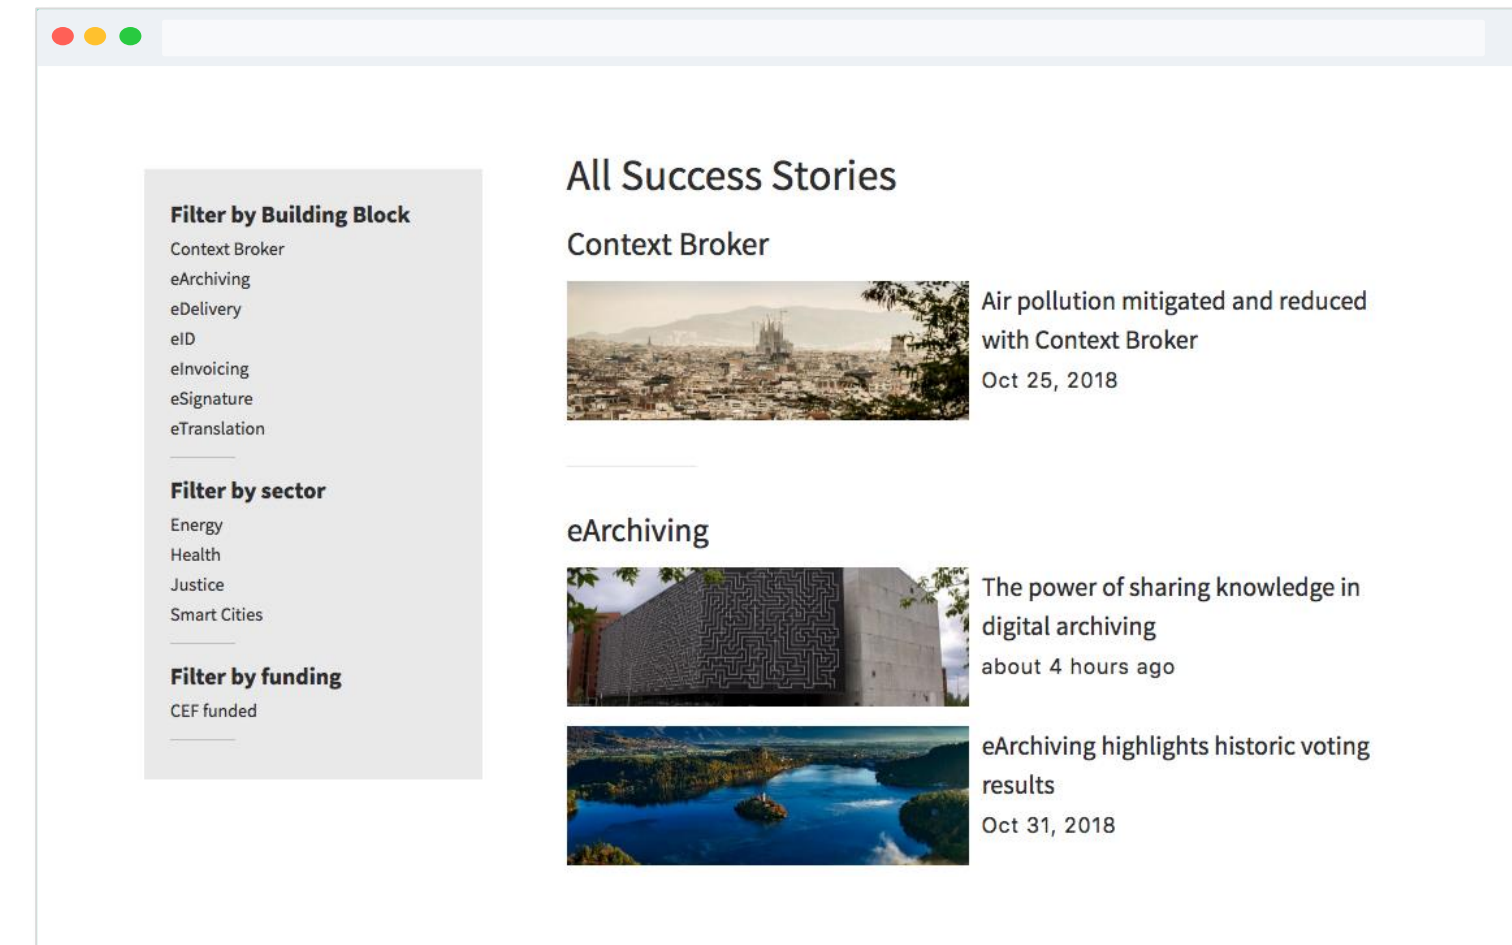 Filter by Building Block
Context Broker
eArchiving
eDelivery
eID
eInvoicing
eSignature
eTranslation
Filter by sector
Energy
Health
Justice
Smart Cities
Filter by funding
CEF funded
All Success Stories
Context Broker
Air pollution mitigated and reduced
with Context Broker
Oct 25, 2018
eArchiving
The power of sharing knowledge in
digital archiving
about 4 hours ago
eArchiving highlights historic voting
results
Oct 31, 2018